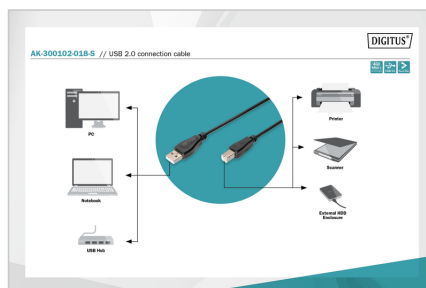 DIGITUS®
AK-300102-018-S // USB 2.0 connection cable
PC
Notebook
USB Hub
Printer
Scanner
External HDD
Enclosure